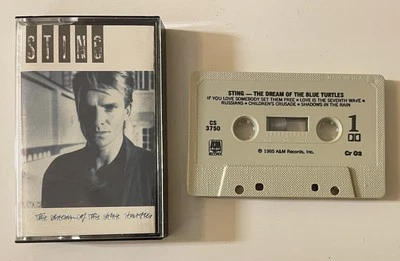 STING
THE DREAM OF THE BLUE TURTLES
STING — THE DREAM OF THE BLUE TURTLES
IF YOU LOVE SOMEBODY SET THEM FREE • LOVE IS THE SEVENTH WAVE •
RUSSIANS • CHILDREN'S CRUSADE • SHADOWS IN THE RAIN
CS
3750
1
A&M
RECORDS
℗ 1985 A&M Records, Inc.
Cr O2